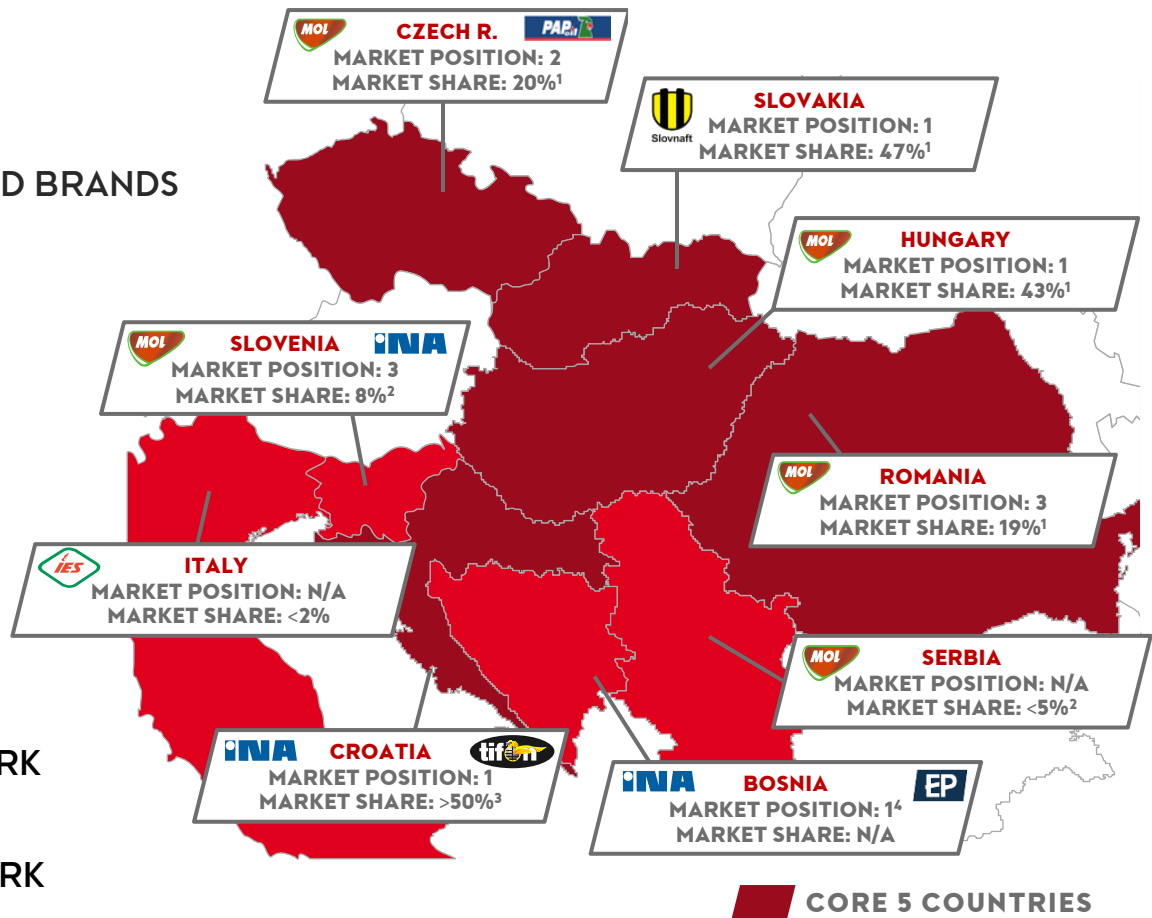 MOL
CZECH R.
PAPoil
MARKET POSITION: 2
MARKET SHARE: 20%¹
Slovnaft
SLOVAKIA
MARKET POSITION: 1
MARKET SHARE: 47%¹
D BRANDS
MOL
HUNGARY
MARKET POSITION: 1
MARKET SHARE: 43%¹
MOL
SLOVENIA
INA
MARKET POSITION: 3
MARKET SHARE: 8%²
MOL
ROMANIA
MARKET POSITION: 3
MARKET SHARE: 19%¹
iES
ITALY
MARKET POSITION: N/A
MARKET SHARE: <2%
MOL
SERBIA
MARKET POSITION: N/A
MARKET SHARE: <5%²
INA
CROATIA
tifon
MARKET POSITION: 1
MARKET SHARE: >50%³
RK
INA
BOSNIA
EP
MARKET POSITION: 1⁴
MARKET SHARE: N/A
RK
CORE 5 COUNTRIES